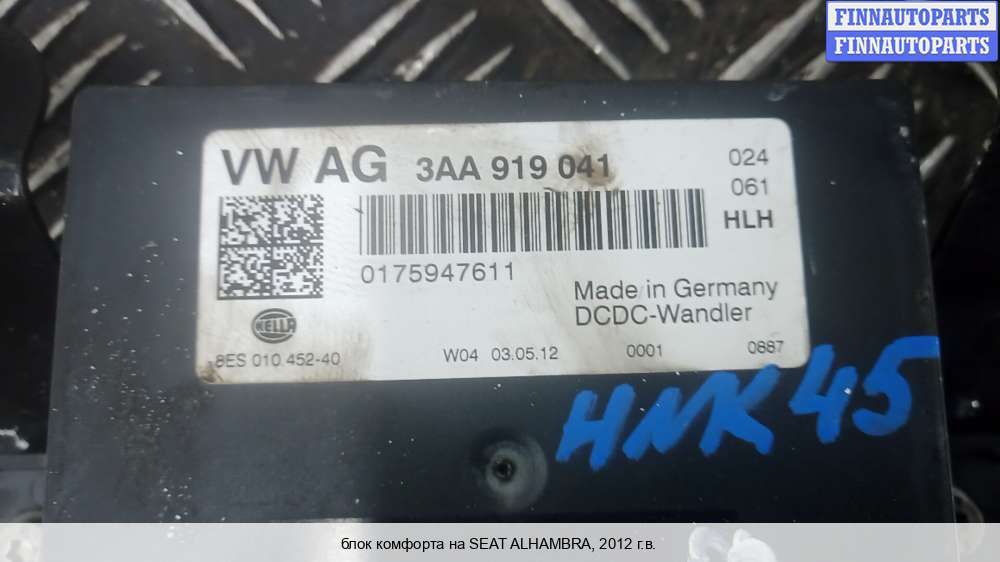 FINNAUTOPARTS
FINNAUTOPARTS
VW AG 3AA 919 041
024
061
HLH
0175947611
Made in Germany
DCDC-Wandler
HELLA
8ES 010 452-40
W04 03.05.12 0001 0887
HNK45
блок комфорта на SEAT ALHAMBRA, 2012 г.в.